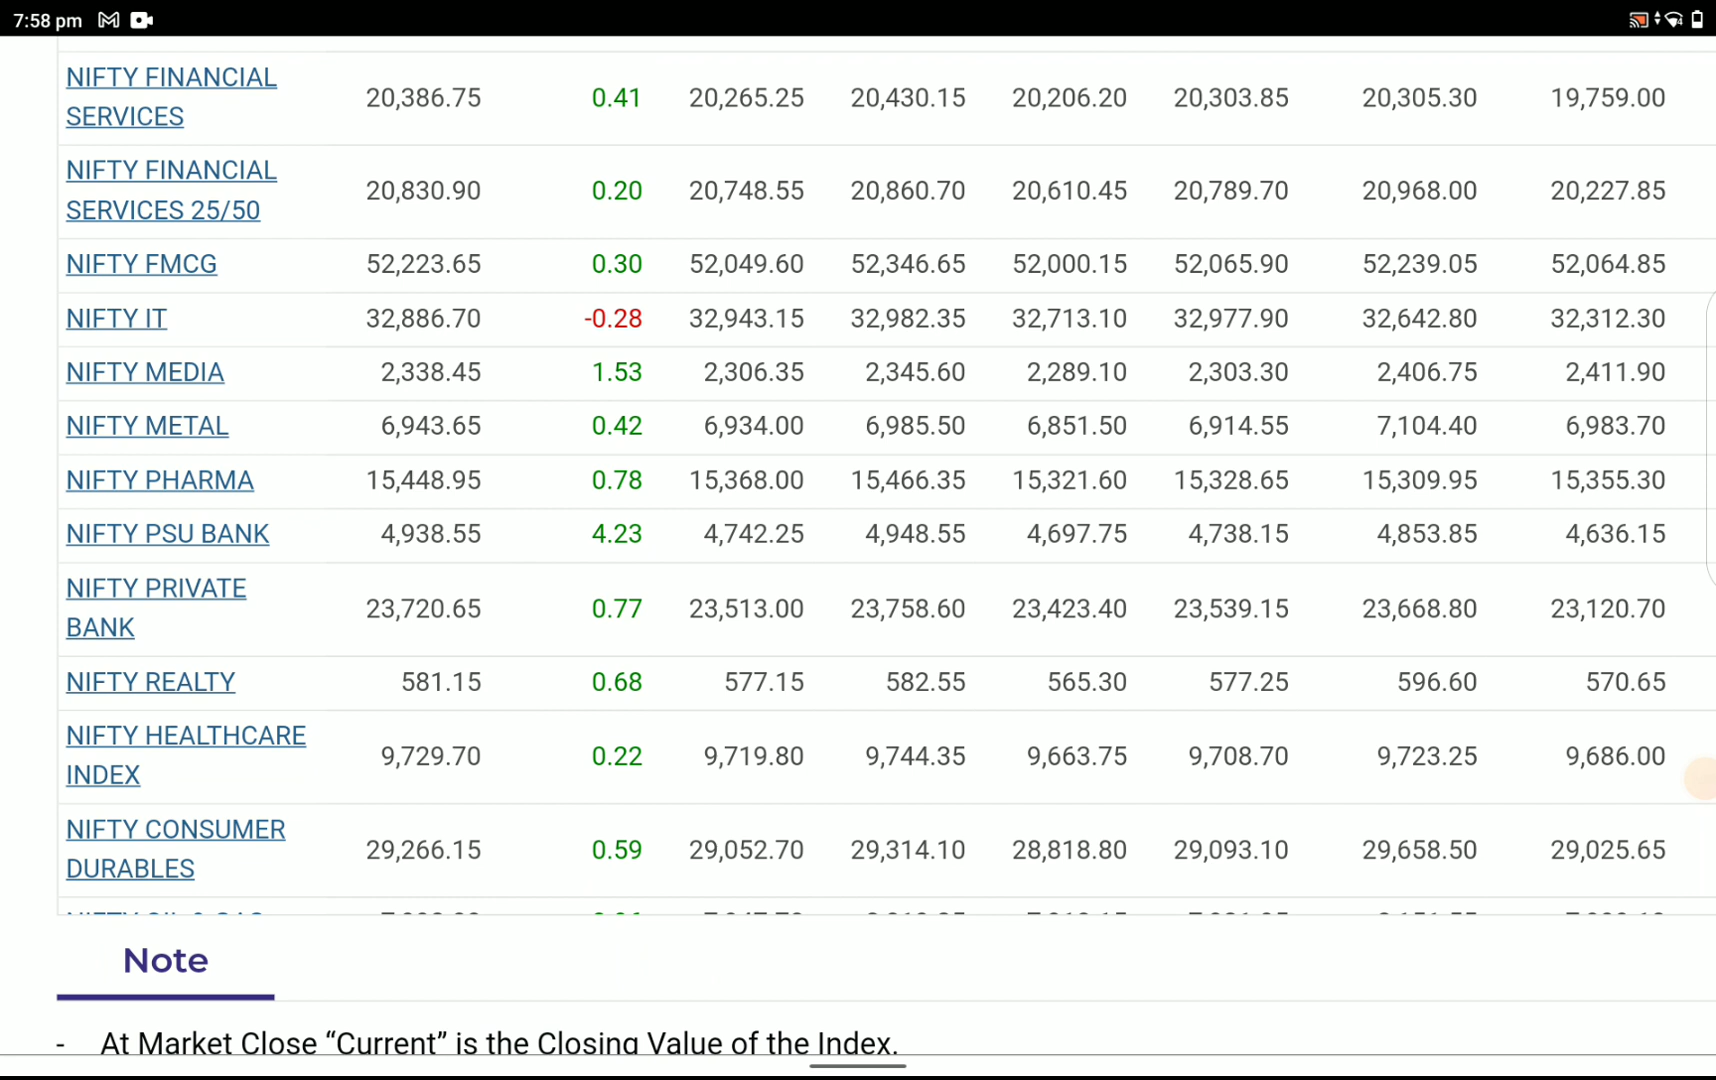 7:58 pm
NIFTY FINANCIAL
SERVICES
20,386.75 0.41 20,265.25 20,430.15 20,206.20 20,303.85 20,305.30 19,759.00
NIFTY FINANCIAL
SERVICES 25/50
20,830.90 0.20 20,748.55 20,860.70 20,610.45 20,789.70 20,968.00 20,227.85
NIFTY FMCG 52,223.65 0.30 52,049.60 52,346.65 52,000.15 52,065.90 52,239.05 52,064.85
NIFTY IT 32,886.70 -0.28 32,943.15 32,982.35 32,713.10 32,977.90 32,642.80 32,312.30
NIFTY MEDIA 2,338.45 1.53 2,306.35 2,345.60 2,289.10 2,303.30 2,406.75 2,411.90
NIFTY METAL 6,943.65 0.42 6,934.00 6,985.50 6,851.50 6,914.55 7,104.40 6,983.70
NIFTY PHARMA 15,448.95 0.78 15,368.00 15,466.35 15,321.60 15,328.65 15,309.95 15,355.30
NIFTY PSU BANK 4,938.55 4.23 4,742.25 4,948.55 4,697.75 4,738.15 4,853.85 4,636.15
NIFTY PRIVATE
BANK
23,720.65 0.77 23,513.00 23,758.60 23,423.40 23,539.15 23,668.80 23,120.70
NIFTY REALTY 581.15 0.68 577.15 582.55 565.30 577.25 596.60 570.65
NIFTY HEALTHCARE
INDEX
9,729.70 0.22 9,719.80 9,744.35 9,663.75 9,708.70 9,723.25 9,686.00
NIFTY CONSUMER
DURABLES
29,266.15 0.59 29,052.70 29,314.10 28,818.80 29,093.10 29,658.50 29,025.65
Note
- At Market Close “Current” is the Closing Value of the Index.